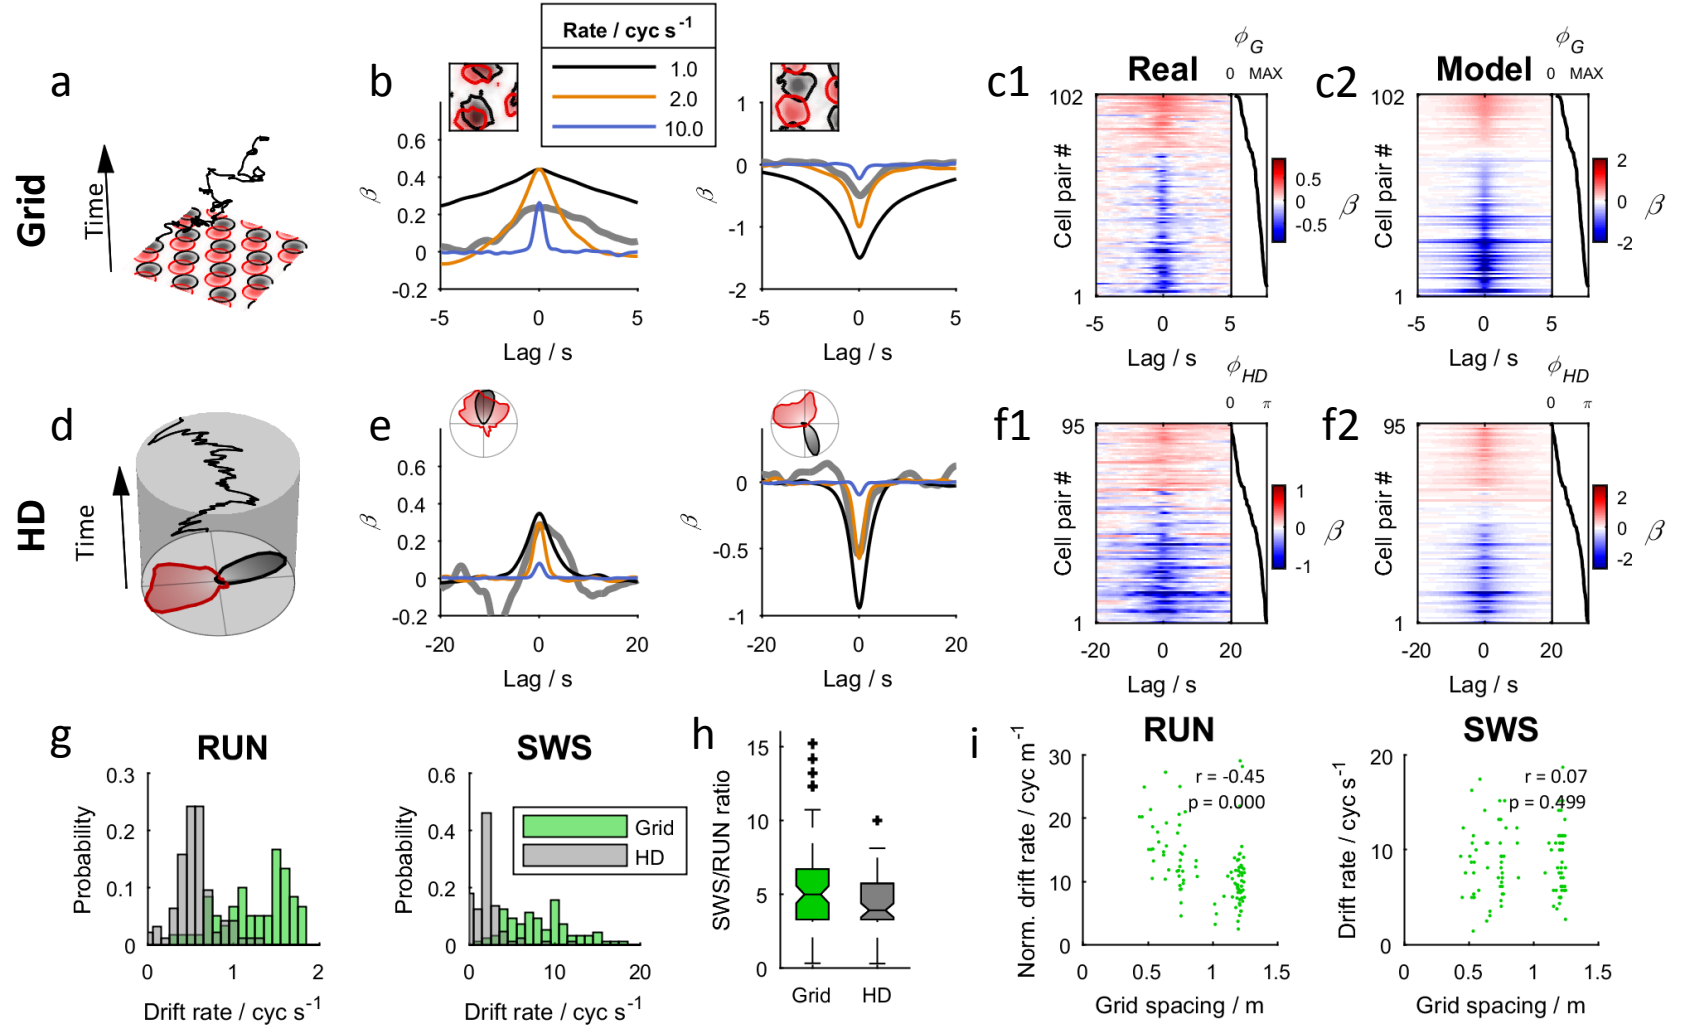 a
Grid
Time
b
Rate / cyc s-1
1.0
2.0
10.0
0.6
0.4
0.2
0
-0.2
β
-5
0
5
Lag / s
1
0
-1
-2
β
-5
0
5
Lag / s
c1
Real
ϕG
0 MAX
102
1
Cell pair #
-5
0
5
Lag / s
0.5
0
-0.5
β
c2
Model
ϕG
0 MAX
102
1
Cell pair #
-5
0
5
Lag / s
2
0
-2
β
d
HD
Time
e
0.6
0.4
0.2
0
-0.2
β
-20
0
20
Lag / s
0
-0.5
-1
β
-20
0
20
Lag / s
f1
ϕHD
0 π
95
1
Cell pair #
-20
0
20
Lag / s
1
0
-1
β
f2
ϕHD
0 π
95
1
Cell pair #
-20
0
20
Lag / s
2
0
-2
β
g
RUN
0.3
0.2
0.1
0
Probability
0
1
2
Drift rate / cyc s-1
SWS
0.6
0.4
0.2
0
Probability
Grid
HD
0
10
20
Drift rate / cyc s-1
h
15
10
5
0
SWS/RUN ratio
Grid
HD
i
RUN
30
20
10
0
Norm. drift rate / cyc m-1
r = -0.45
p = 0.000
0
0.5
1
1.5
Grid spacing / m
SWS
20
10
0
Drift rate / cyc s-1
r = 0.07
p = 0.499
0
0.5
1
1.5
Grid spacing / m